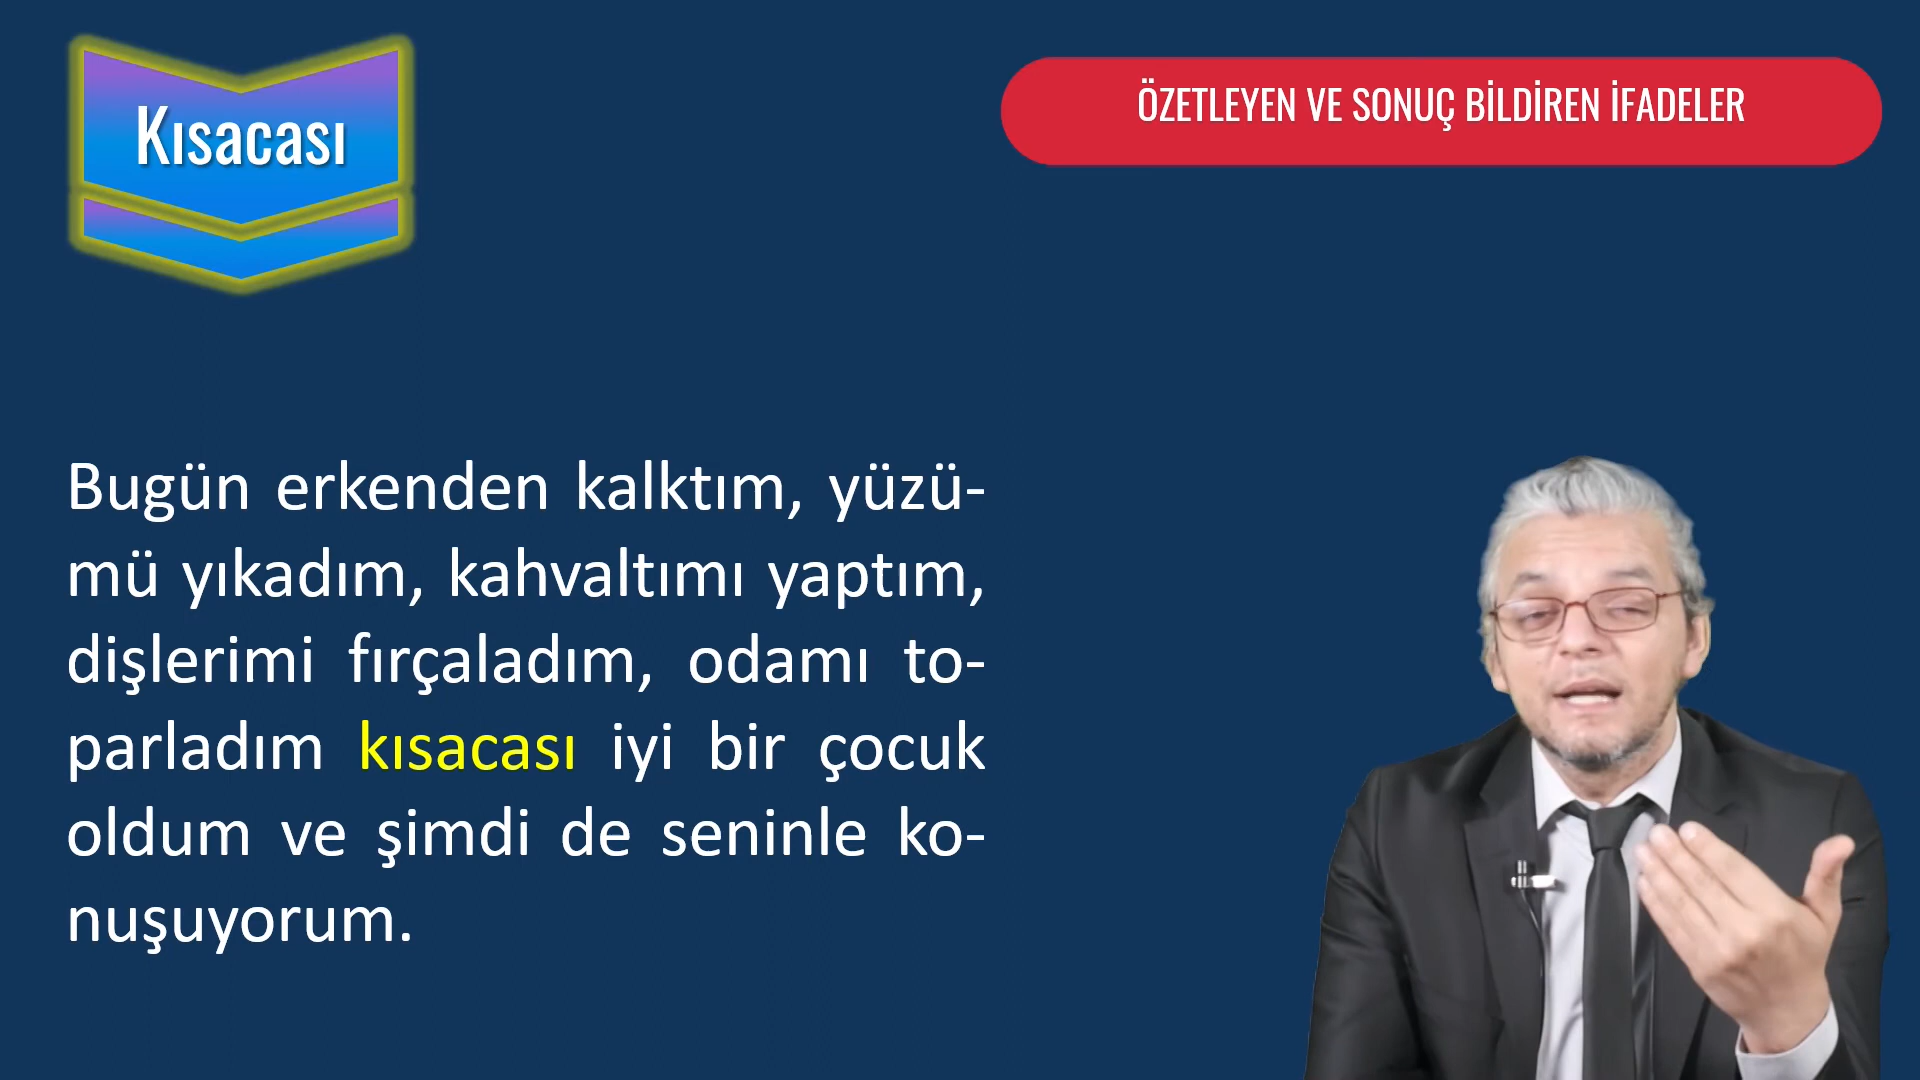 Kısacası
ÖZETLEYEN VE SONUÇ BİLDİREN İFADELER
Bugün erkenden kalktım, yüzü-
mü yıkadım, kahvaltımı yaptım,
dişlerimi fırçaladım, odamı to-
parladım kısacası iyi bir çocuk
oldum ve şimdi de seninle ko-
nuşuyorum.